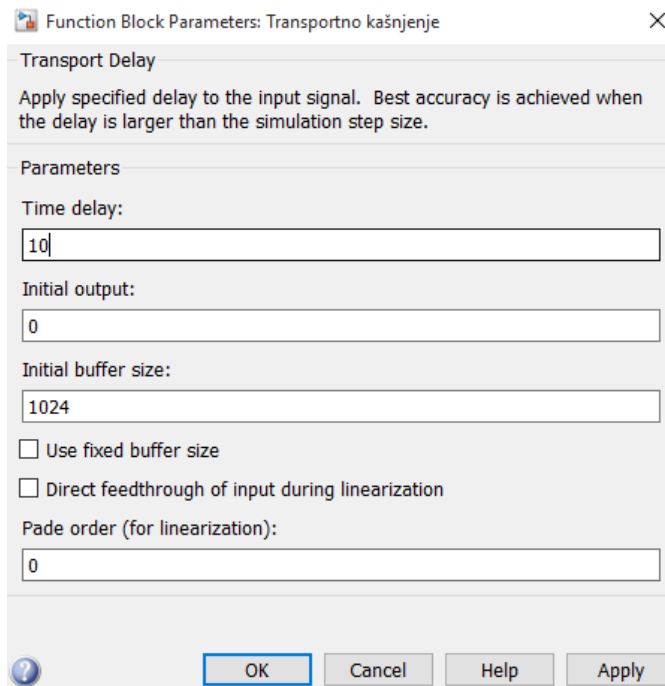 Function Block Parameters: Transportno kašnjenje
Transport Delay
Apply specified delay to the input signal. Best accuracy is achieved when
the delay is larger than the simulation step size.
Parameters
Time delay:
10
Initial output:
0
Initial buffer size:
1024
Use fixed buffer size
Direct feedthrough of input during linearization
Pade order (for linearization):
0
? OK Cancel Help Apply